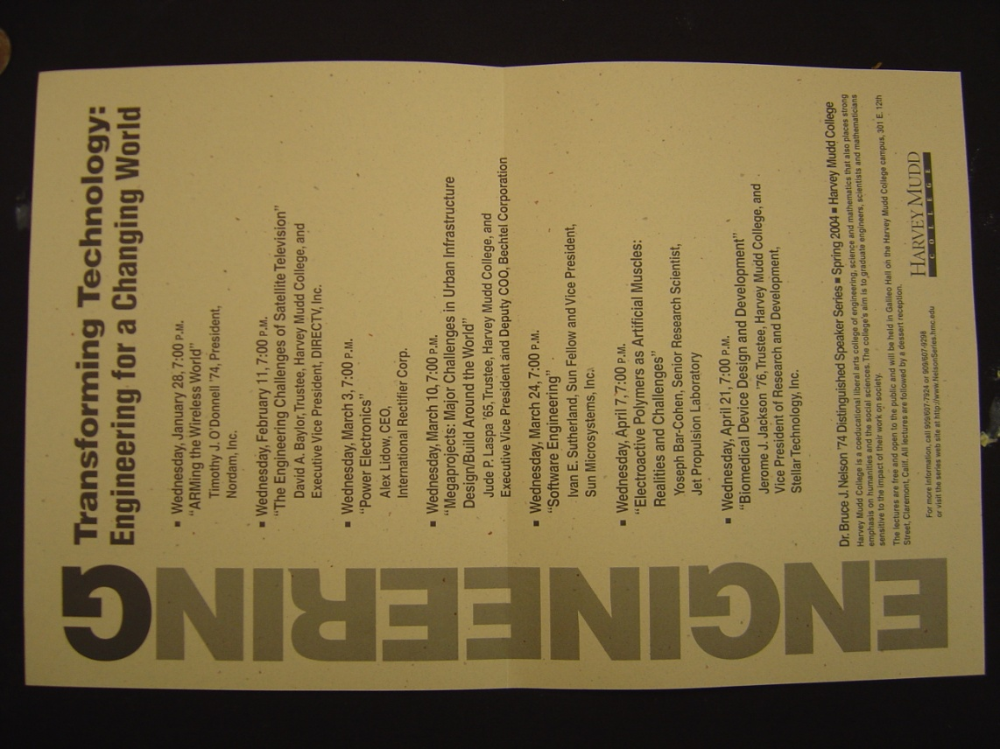 Transforming Technology:
Engineering for a Changing World
■ Wednesday, January 28, 7:00 P.M.
"ARMing the Wireless World"
Timothy J. O'Donnell '74, President,
Nordam, Inc.
■ Wednesday, February 11, 7:00 P.M.
"The Engineering Challenges of Satellite Television"
David A. Baylor, Trustee, Harvey Mudd College, and
Executive Vice President, DIRECTV, Inc.
■ Wednesday, March 3, 7:00 P.M.
"Power Electronics"
Alex Lidow, CEO,
International Rectifier Corp.
■ Wednesday, March 10, 7:00 P.M.
"Megaprojects: Major Challenges in Urban Infrastructure
Design/Build Around the World"
Jude P. Laspa '65, Trustee, Harvey Mudd College, and
Executive Vice President and Deputy COO, Bechtel Corporation
■ Wednesday, March 24, 7:00 P.M.
"Software Engineering"
Ivan E. Sutherland, Sun Fellow and Vice President,
Sun Microsystems, Inc.
■ Wednesday, April 7, 7:00 P.M.
"Electroactive Polymers as Artificial Muscles:
Realities and Challenges"
Yoseph Bar-Cohen, Senior Research Scientist,
Jet Propulsion Laboratory
■ Wednesday, April 21, 7:00 P.M.
"Biomedical Device Design and Development"
Jerome J. Jackson '76, Trustee, Harvey Mudd College, and
Vice President of Research and Development,
Stellar Technology, Inc.
Dr. Bruce J. Nelson '74 Distinguished Speaker Series ■ Spring 2004 ■ Harvey Mudd College
Harvey Mudd College is a coeducational liberal arts college of engineering, science and mathematics that also places strong
emphasis on humanities and the social sciences. The college's aim is to graduate engineers, scientists and mathematicians
sensitive to the impact of their work on society.
The lectures are free and open to the public and will be held in Galileo Hall on the Harvey Mudd College campus, 301 E. 12th
Street, Claremont, Calif. All lectures are followed by a dessert reception.
For more information, call 909/607-7924 or 909/607-9298
or visit the series web site at http://www.NelsonSeries.hmc.edu
HARVEY MUDD
COLLEGE
ENGINEERING